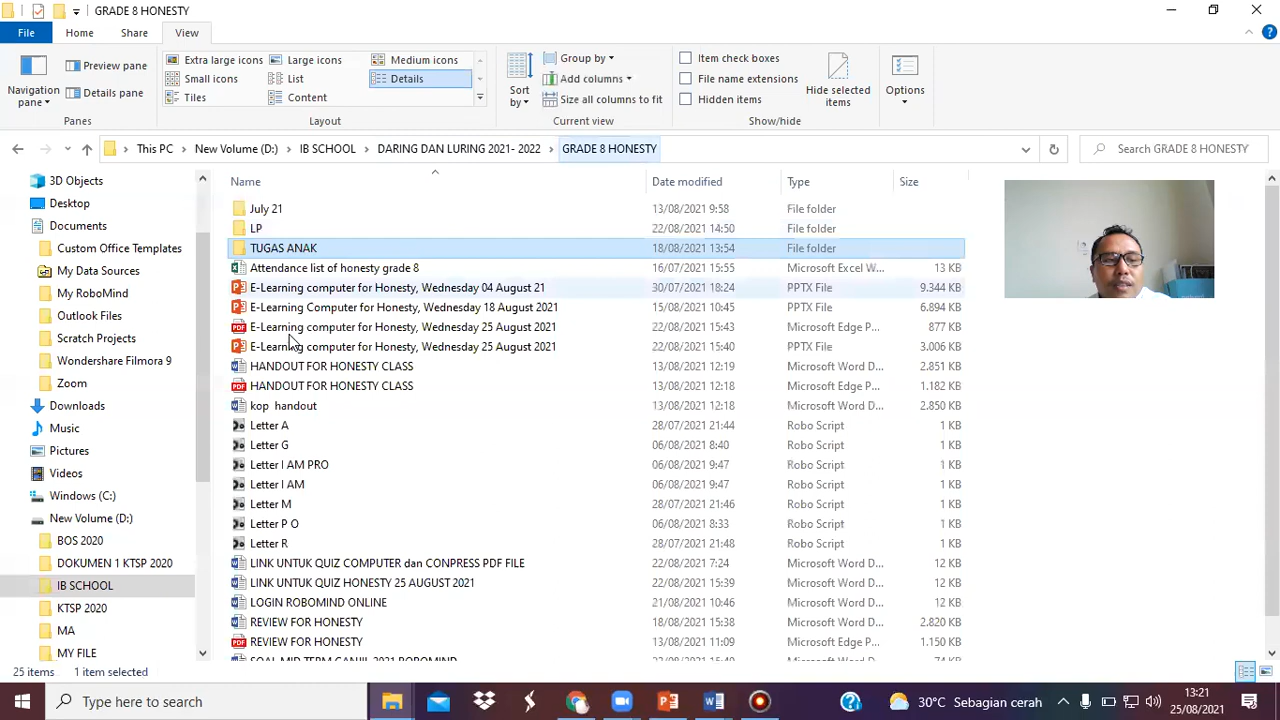 GRADE 8 HONESTY
File Home Share View
Navigation pane Preview pane Details pane
Panes
Extra large icons Large icons Medium icons
Small icons List Details
Tiles Content
Layout
Sort by Group by Add columns Size all columns to fit
Current view
Item check boxes
File name extensions
Hidden items
Hide selected items
Show/hide
Options
This PC New Volume (D:) IB SCHOOL DARING DAN LURING 2021- 2022 GRADE 8 HONESTY Search GRADE 8 HONESTY
3D Objects
Desktop
Documents
Custom Office Templates
My Data Sources
My RoboMind
Outlook Files
Scratch Projects
Wondershare Filmora 9
Zoom
Downloads
Music
Pictures
Videos
Windows (C:)
New Volume (D:)
BOS 2020
DOKUMEN 1 KTSP 2020
IB SCHOOL
KTSP 2020
MA
MY FILE
Name Date modified Type Size
July 21 13/08/2021 9:58 File folder
LP 22/08/2021 14:50 File folder
TUGAS ANAK 18/08/2021 13:54 File folder
Attendance list of honesty grade 8 16/07/2021 15:55 Microsoft Excel W... 13 KB
E-Learning computer for Honesty, Wednesday 04 August 21 30/07/2021 18:24 PPTX File 9.344 KB
E-Learning Computer for Honesty, Wednesday 18 August 2021 15/08/2021 10:45 PPTX File 6.894 KB
E-Learning computer for Honesty, Wednesday 25 August 2021 22/08/2021 15:43 Microsoft Edge P... 877 KB
E-Learning computer for Honesty, Wednesday 25 August 2021 22/08/2021 15:40 PPTX File 3.006 KB
HANDOUT FOR HONESTY CLASS 13/08/2021 12:19 Microsoft Word D... 2.851 KB
HANDOUT FOR HONESTY CLASS 13/08/2021 12:18 Microsoft Edge P... 1.182 KB
kop handout 13/08/2021 12:18 Microsoft Word D... 2.850 KB
Letter A 28/07/2021 21:44 Robo Script 1 KB
Letter G 06/08/2021 8:40 Robo Script 1 KB
Letter I AM PRO 06/08/2021 9:47 Robo Script 1 KB
Letter I AM 06/08/2021 9:47 Robo Script 1 KB
Letter M 28/07/2021 21:46 Robo Script 1 KB
Letter P O 06/08/2021 8:33 Robo Script 1 KB
Letter R 28/07/2021 21:48 Robo Script 1 KB
LINK UNTUK QUIZ COMPUTER dan CONPRESS PDF FILE 22/08/2021 7:24 Microsoft Word D... 12 KB
LINK UNTUK QUIZ HONESTY 25 AUGUST 2021 22/08/2021 15:39 Microsoft Word D... 12 KB
LOGIN ROBOMIND ONLINE 21/08/2021 10:46 Microsoft Word D... 12 KB
REVIEW FOR HONESTY 18/08/2021 15:38 Microsoft Word D... 2.820 KB
REVIEW FOR HONESTY 13/08/2021 11:09 Microsoft Edge P... 1.150 KB
SOAL MID TERM GANJIL 2021 ROBOMIND Microsoft Word D... 74 KB
25 items 1 item selected
Type here to search
30°C Sebagian cerah
13:21
25/08/2021